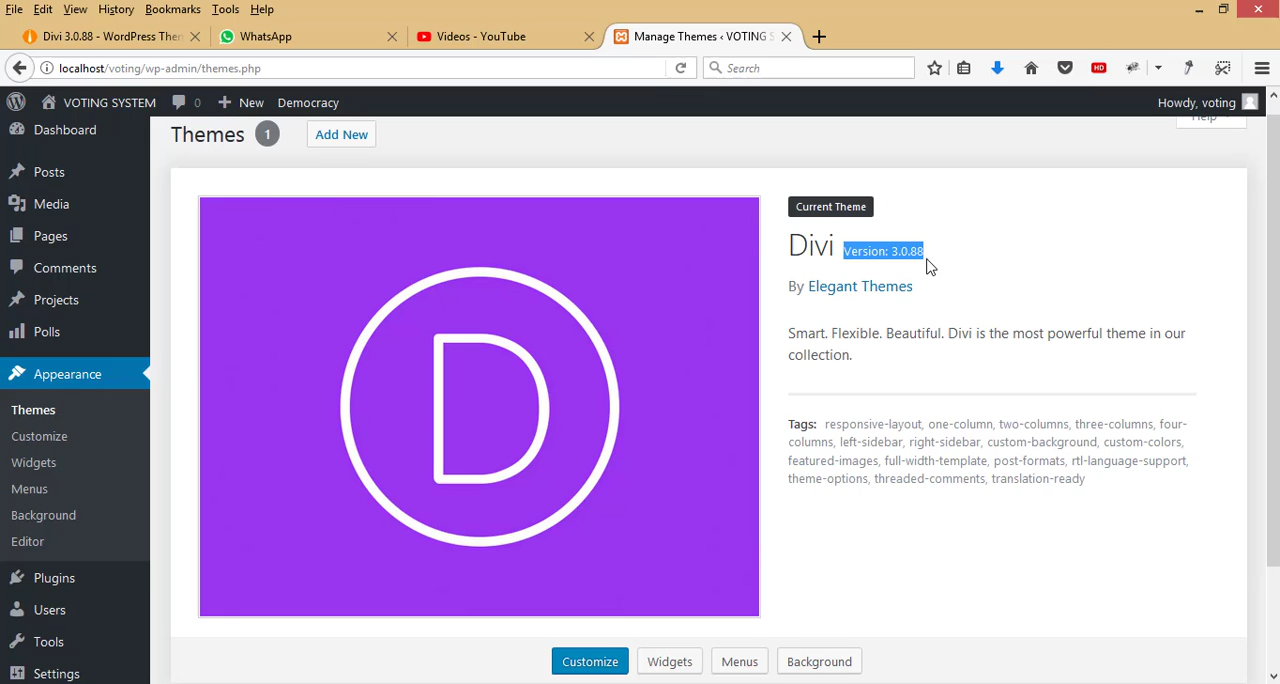 File Edit View History Bookmarks Tools Help
Divi 3.0.88 - WordPress Them
WhatsApp
Videos - YouTube
Manage Themes ‹ VOTING S
localhost/voting/wp-admin/themes.php
Search
HD
VOTING SYSTEM 0 New Democracy
Howdy, voting
Help
Dashboard
Posts
Media
Pages
Comments
Projects
Polls
Appearance
Themes
Customize
Widgets
Menus
Background
Editor
Plugins
Users
Tools
Settings
Themes 1 Add New
D
Current Theme
Divi Version: 3.0.88
By Elegant Themes
Smart. Flexible. Beautiful. Divi is the most powerful theme in our
collection.
Tags: responsive-layout, one-column, two-columns, three-columns, four-
columns, left-sidebar, right-sidebar, custom-background, custom-colors,
featured-images, full-width-template, post-formats, rtl-language-support,
theme-options, threaded-comments, translation-ready
Customize Widgets Menus Background